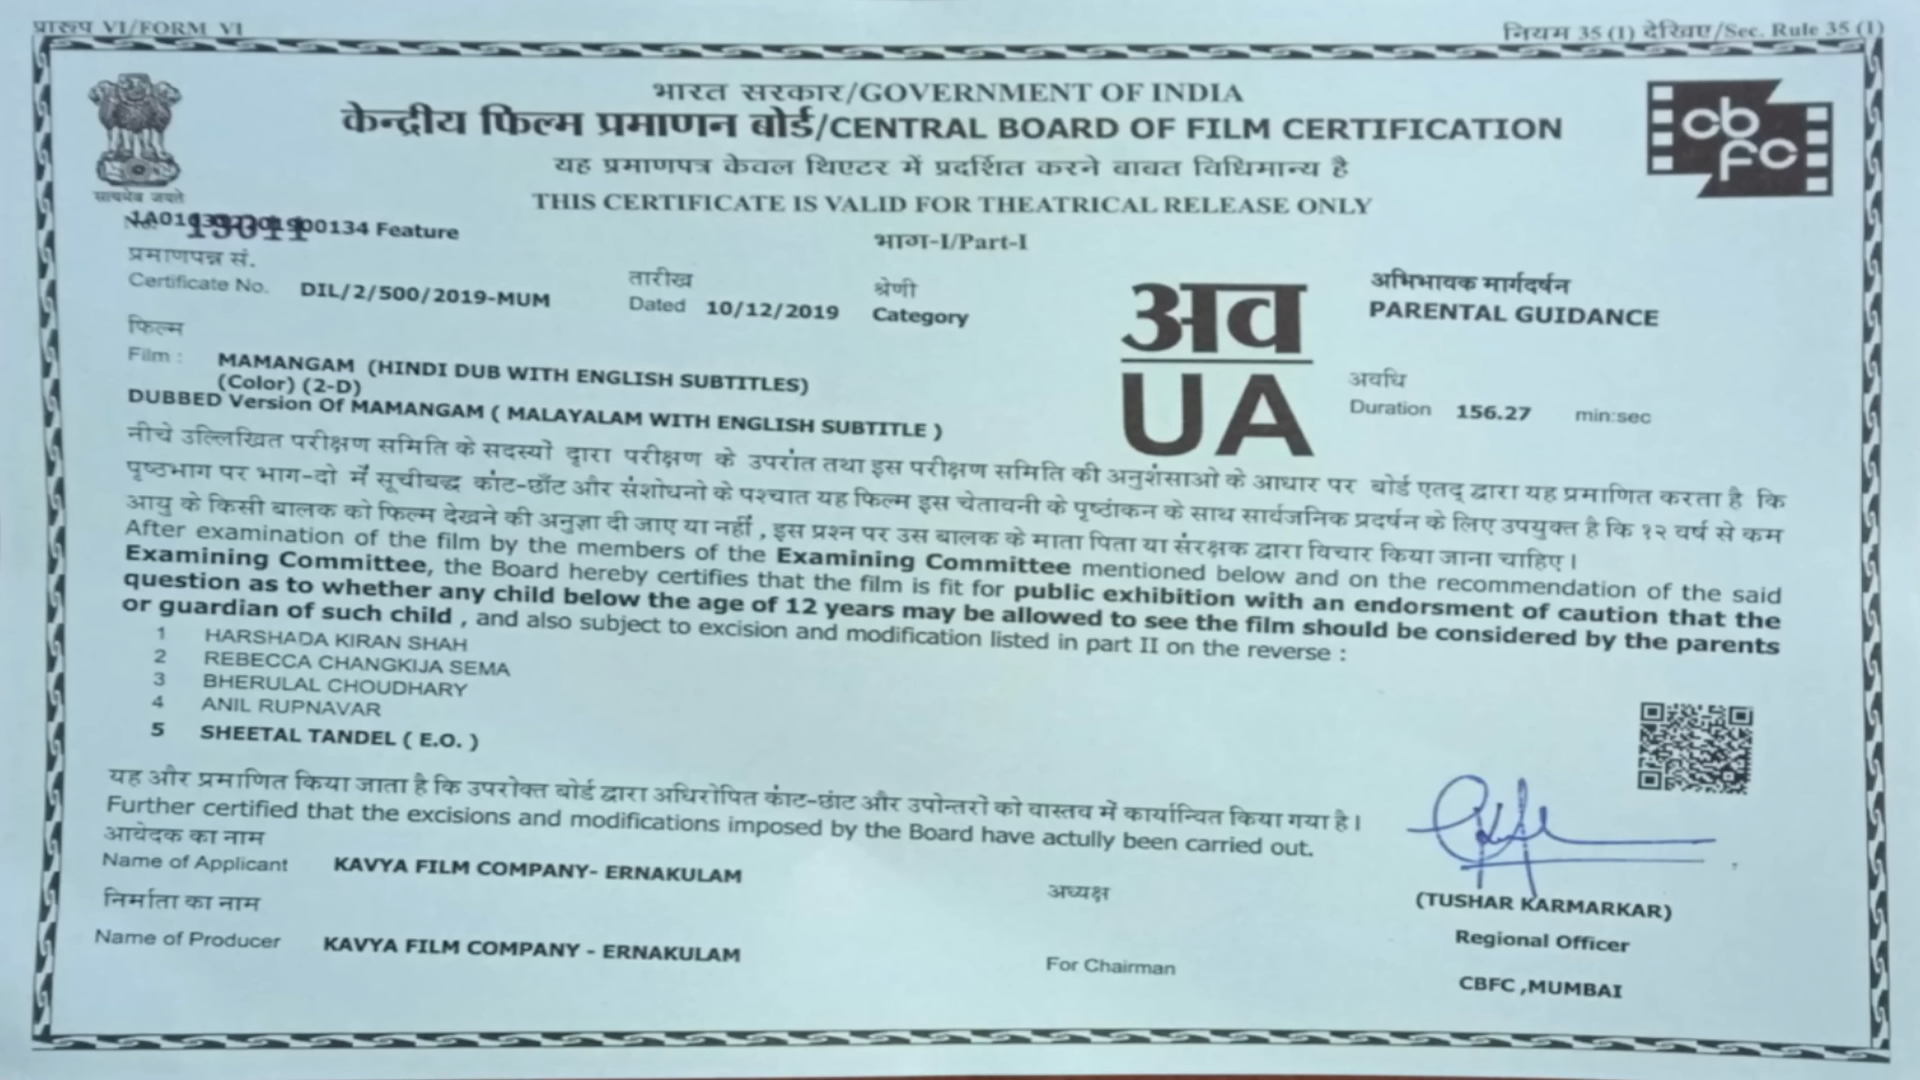 प्रारूप VI/FORM VI
नियम 35 (1) देखिए/Sec. Rule 35 (1)
भारत सरकार/GOVERNMENT OF INDIA
केन्द्रीय फिल्म प्रमाणन बोर्ड/CENTRAL BOARD OF FILM CERTIFICATION
cbfc
यह प्रमाणपत्र केवल थिएटर में प्रदर्शित करने बाबत विधिमान्य है
सत्यमेव जयते
THIS CERTIFICATE IS VALID FOR THEATRICAL RELEASE ONLY
Feature
भाग-I/Part-I
प्रमाणपत्र सं.
Certificate No. DIL/2/500/2019-MUM
तारीख
Dated 10/12/2019
श्रेणी
Category
अव
UA
अभिभावक मार्गदर्षन
PARENTAL GUIDANCE
फिल्म
Film : MAMANGAM (HINDI DUB WITH ENGLISH SUBTITLES)
(Color) (2-D)
DUBBED Version Of MAMANGAM ( MALAYALAM WITH ENGLISH SUBTITLE )
अवधि
Duration 156.27 min:sec
नीचे उल्लिखित परीक्षण समिति के सदस्यों द्वारा परीक्षण के उपरांत तथा इस परीक्षण समिति की अनुशंसाओ के आधार पर बोर्ड एतद् द्वारा यह प्रमाणित करता है कि
पृष्ठभाग पर भाग-दो में सूचीबद्ध कांट-छाँट और संशोधनो के पश्चात यह फिल्म इस चेतावनी के पृष्ठांकन के साथ सार्वजनिक प्रदर्षन के लिए उपयुक्त है कि १२ वर्ष से कम
आयु के किसी बालक को फिल्म देखने की अनुज्ञा दी जाए या नहीं , इस प्रश्न पर उस बालक के माता पिता या संरक्षक द्वारा विचार किया जाना चाहिए ।
After examination of the film by the members of the Examining Committee mentioned below and on the recommendation of the said
Examining Committee, the Board hereby certifies that the film is fit for public exhibition with an endorsment of caution that the
question as to whether any child below the age of 12 years may be allowed to see the film should be considered by the parents
or guardian of such child , and also subject to excision and modification listed in part II on the reverse :
1 HARSHADA KIRAN SHAH
2 REBECCA CHANGKIJA SEMA
3 BHERULAL CHOUDHARY
4 ANIL RUPNAVAR
5 SHEETAL TANDEL ( E.O. )
यह और प्रमाणित किया जाता है कि उपरोक्त बोर्ड द्वारा अधिरोपित कांट-छांट और उपोन्तरों को वास्तव में कार्यान्वित किया गया है ।
Further certified that the excisions and modifications imposed by the Board have actully been carried out.
आवेदक का नाम
Name of Applicant KAVYA FILM COMPANY- ERNAKULAM
निर्माता का नाम
Name of Producer KAVYA FILM COMPANY - ERNAKULAM
अध्यक्ष
For Chairman
(TUSHAR KARMARKAR)
Regional Officer
CBFC ,MUMBAI